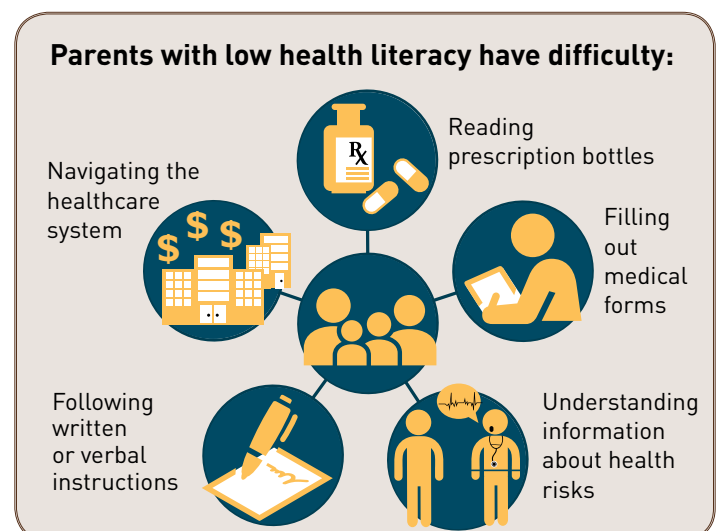 Parents with low health literacy have difficulty:
Reading
prescription bottles
Rx
Navigating the
healthcare
system
$ $ $
Filling
out
medical
forms
Following
written
or verbal
instructions
Understanding
information
about health
risks